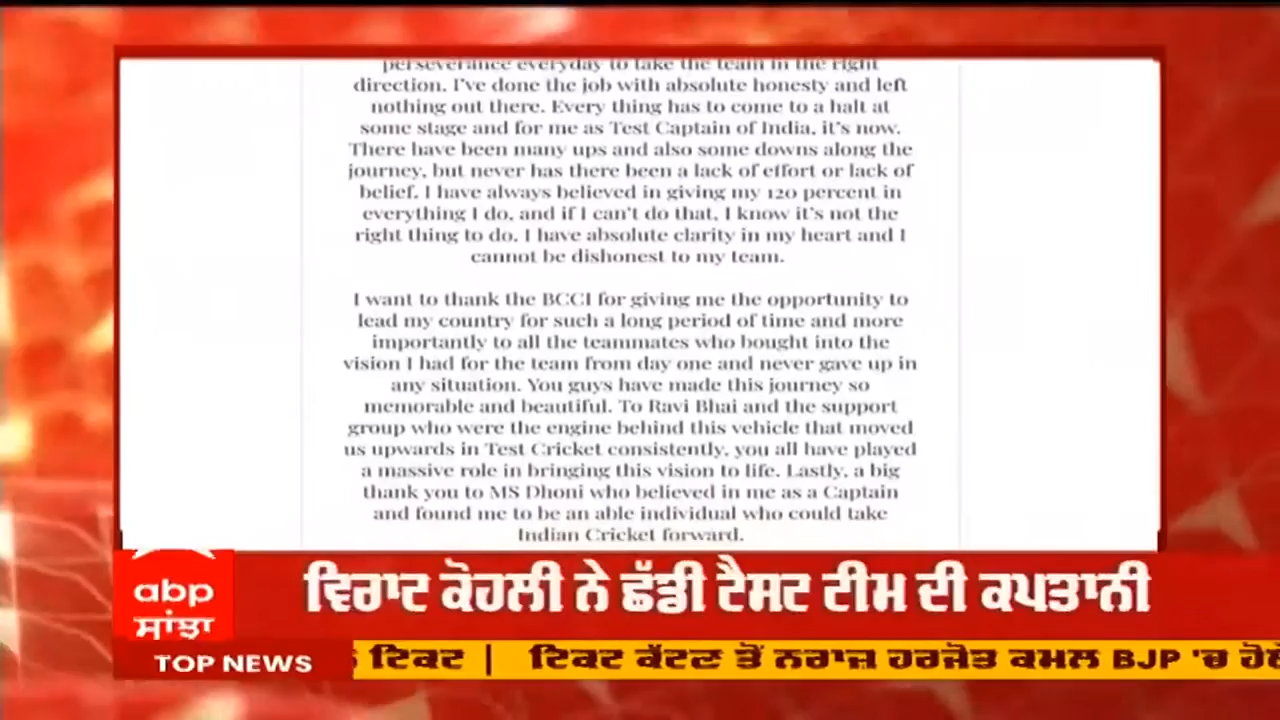 perseverance everyday to take the team in the right
direction. I've done the job with absolute honesty and left
nothing out there. Every thing has to come to a halt at
some stage and for me as Test Captain of India, it's now.
There have been many ups and also some downs along the
journey, but never has there been a lack of effort or lack of
belief. I have always believed in giving my 120 percent in
everything I do, and if I can't do that, I know it's not the
right thing to do. I have absolute clarity in my heart and I
cannot be dishonest to my team.
I want to thank the BCCI for giving me the opportunity to
lead my country for such a long period of time and more
importantly to all the teammates who bought into the
vision I had for the team from day one and never gave up in
any situation. You guys have made this journey so
memorable and beautiful. To Ravi Bhai and the support
group who were the engine behind this vehicle that moved
us upwards in Test Cricket consistently, you all have played
a massive role in bringing this vision to life. Lastly, a big
thank you to MS Dhoni who believed in me as a Captain
and found me to be an able individual who could take
Indian Cricket forward.
abp
ਸਾਂਝਾ
ਵਿਰਾਟ ਕੋਹਲੀ ਨੇ ਛੱਡੀ ਟੈਸਟ ਟੀਮ ਦੀ ਕਪਤਾਨੀ
TOP NEWS
ਟਿਕਟ | ਟਿਕਟ ਕੱਟਣ ਤੋਂ ਨਰਾਜ਼ ਹਰਜੋਤ ਕਮਲ BJP 'ਚ